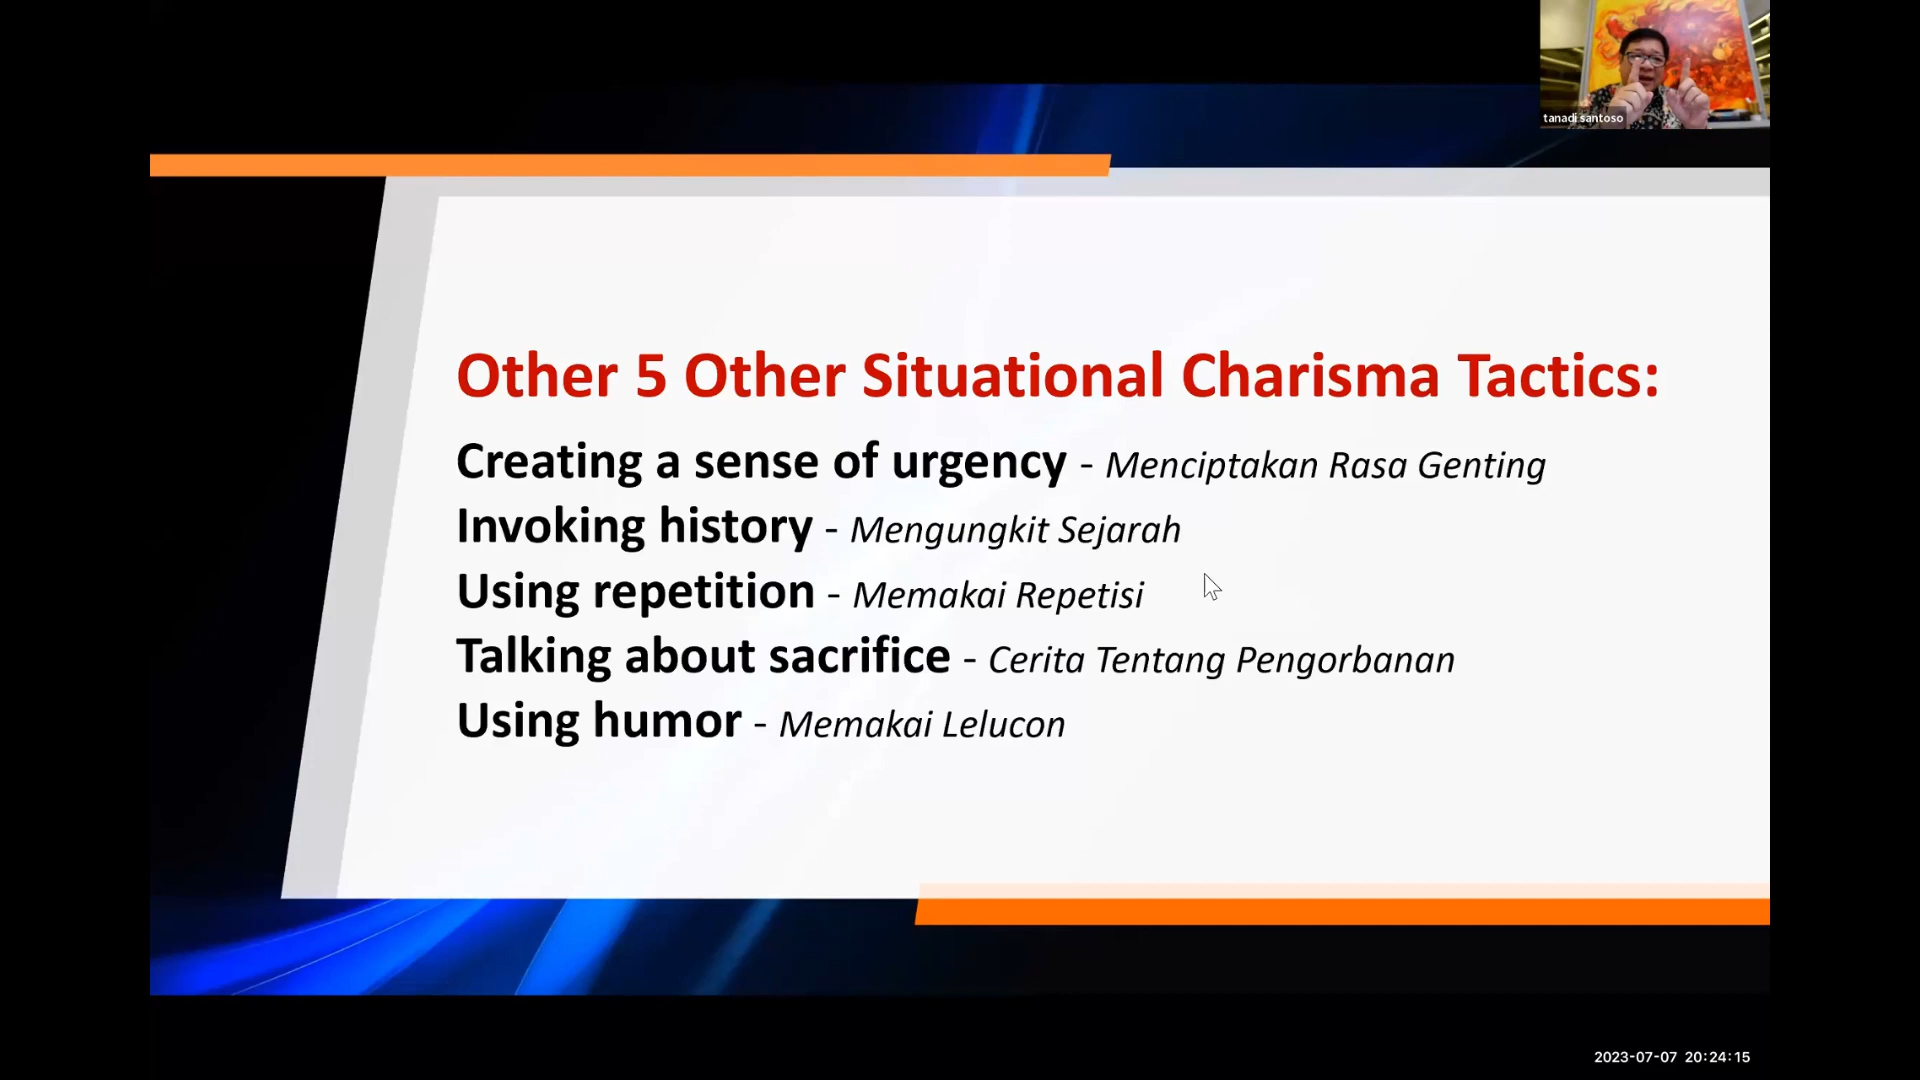 tanadi santoso
Other 5 Other Situational Charisma Tactics:
Creating a sense of urgency - Menciptakan Rasa Genting
Invoking history - Mengungkit Sejarah
Using repetition - Memakai Repetisi
Talking about sacrifice - Cerita Tentang Pengorbanan
Using humor - Memakai Lelucon
2023-07-07 20:24:15